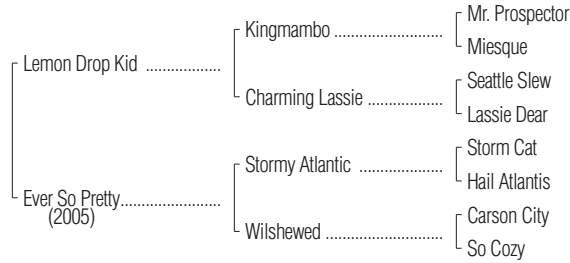 Mr. Prospector
Kingmambo ........................
Miesque
Lemon Drop Kid ................
Seattle Slew
Charming Lassie ................
Lassie Dear
Storm Cat
Stormy Atlantic ..................
Hail Atlantis
Ever So Pretty......................
(2005)
Carson City
Wilshewed ........................
So Cozy